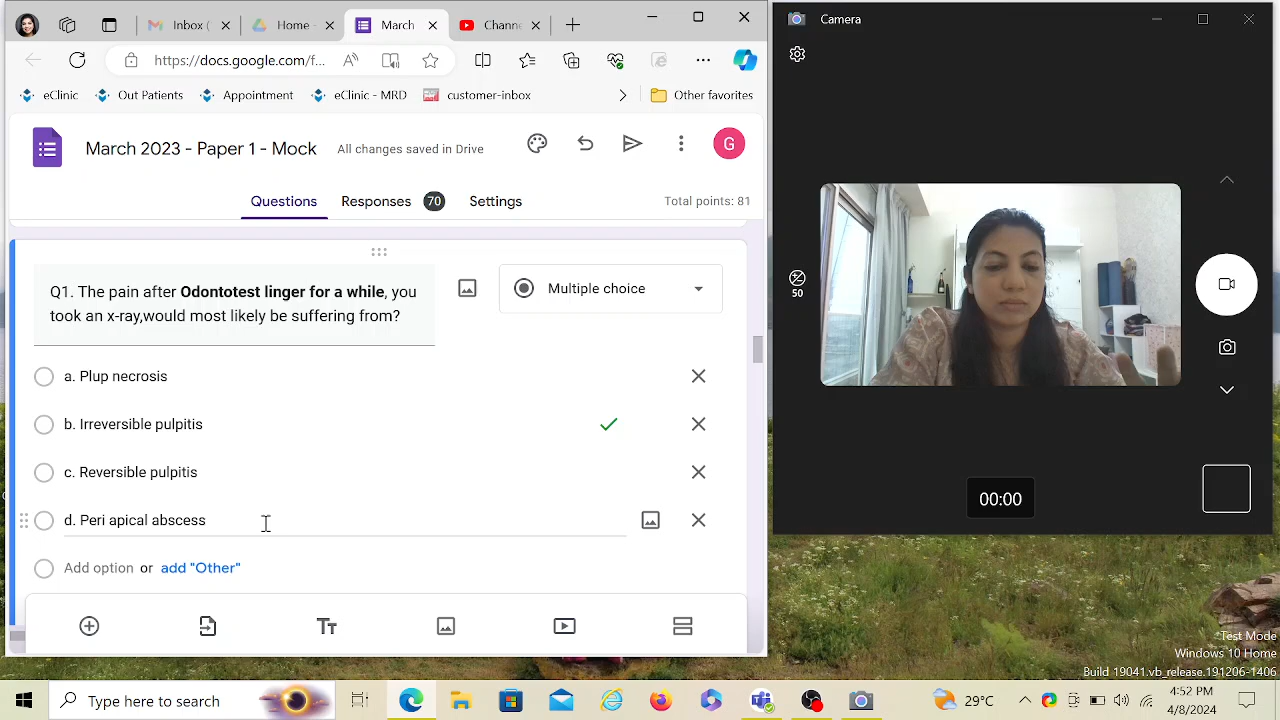 Inbox (
Home -
March
Channe
Camera
https://docs.google.com/f...
eClinic
Out Patients
Appointment
eClinic - MRD
customer-inbox
Other favorites
March 2023 - Paper 1 - Mock
All changes saved in Drive
G
Questions
Responses
70
Settings
Total points: 81
Q1. The pain after Odontotest linger for a while, you
took an x-ray,would most likely be suffering from?
Multiple choice
a. Plup necrosis
b. Irreversible pulpitis
c. Reversible pulpitis
d. Peri apical abscess
Add option or add "Other"
50
00:00
Test Mode
Windows 10 Home
Build 19041.vb_release.191206-1406
Type here to search
29°C
4:52 PM
4/8/2024